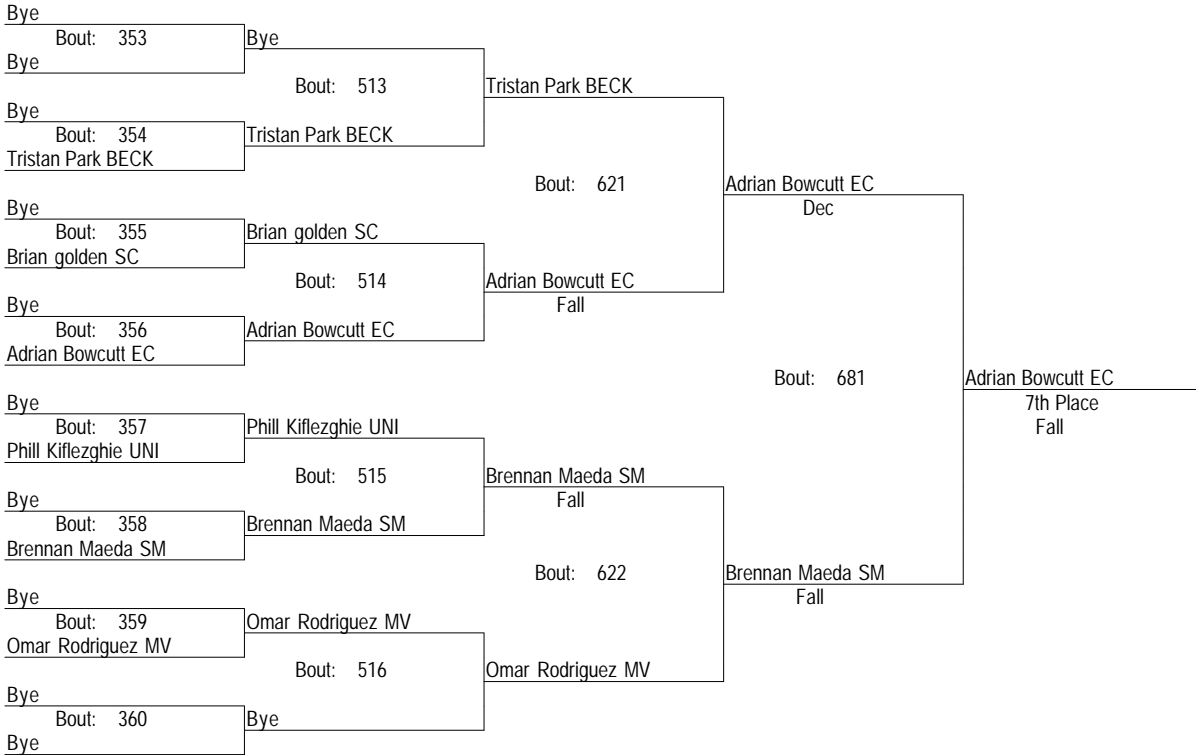 Bye
Bout: 353
Bye
Bye
Bout: 513
Tristan Park BECK
Bye
Bout: 354
Tristan Park BECK
Tristan Park BECK
Bout: 621
Adrian Bowcutt EC
Dec
Bye
Bout: 355
Brian golden SC
Brian golden SC
Bout: 514
Adrian Bowcutt EC
Fall
Bye
Bout: 356
Adrian Bowcutt EC
Adrian Bowcutt EC
Bout: 681
Adrian Bowcutt EC
7th Place
Fall
Bye
Bout: 357
Phill Kiflezghie UNI
Phill Kiflezghie UNI
Bout: 515
Brennan Maeda SM
Fall
Bye
Bout: 358
Brennan Maeda SM
Brennan Maeda SM
Bout: 622
Brennan Maeda SM
Fall
Bye
Bout: 359
Omar Rodriguez MV
Omar Rodriguez MV
Bout: 516
Omar Rodriguez MV
Bye
Bout: 360
Bye
Bye